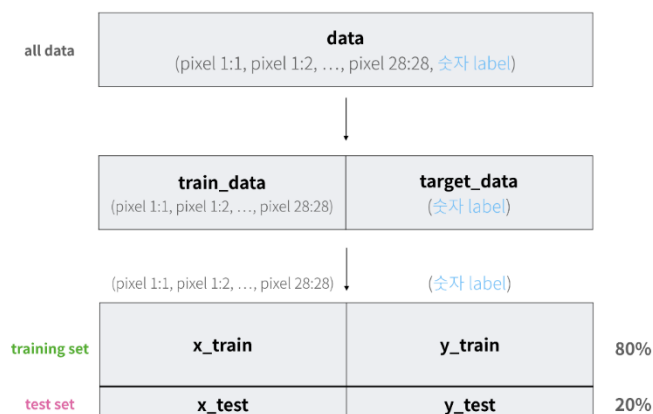 all data
data
(pixel 1:1, pixel 1:2, …, pixel 28:28, 숫자 label)
train_data
target_data
(pixel 1:1, pixel 1:2, …, pixel 28:28)
(숫자 label)
(pixel 1:1, pixel 1:2, …, pixel 28:28)
(숫자 label)
training set
x_train
y_train
80%
test set
x_test
y_test
20%